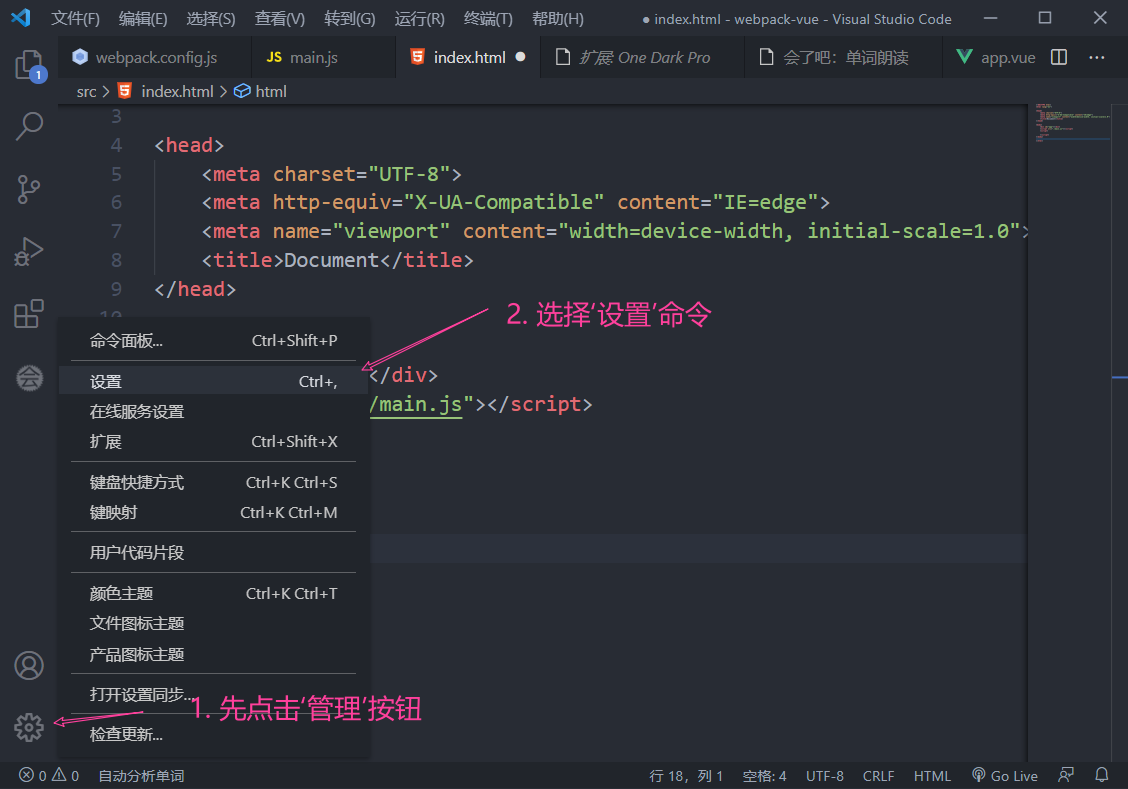 文件(F) 编辑(E) 选择(S) 查看(V) 转到(G) 运行(R) 终端(T) 帮助(H) ● index.html - webpack-vue - Visual Studio Code
webpack.config.js JS main.js 5 index.html ● 扩展 One Dark Pro 会了吧：单词朗读 app.vue ...
1
src > 5 index.html > html
3
4 <head>
5 <meta charset="UTF-8">
6 <meta http-equiv="X-UA-Compatible" content="IE=edge">
7 <meta name="viewport" content="width=device-width, initial-scale=1.0">
8 <title>Document</title>
9 </head>
2. 选择‘设置’命令
会
命令面板... Ctrl+Shift+P
</div>
设置 Ctrl+,
/main.js"></script>
在线服务设置
扩展 Ctrl+Shift+X
键盘快捷方式 Ctrl+K Ctrl+S
键映射 Ctrl+K Ctrl+M
用户代码片段
颜色主题 Ctrl+K Ctrl+T
文件图标主题
产品图标主题
打开设置同步...
1. 先点击‘管理’按钮
检查更新...
0 0 自动分析单词 行 18，列 1 空格: 4 UTF-8 CRLF HTML Go Live